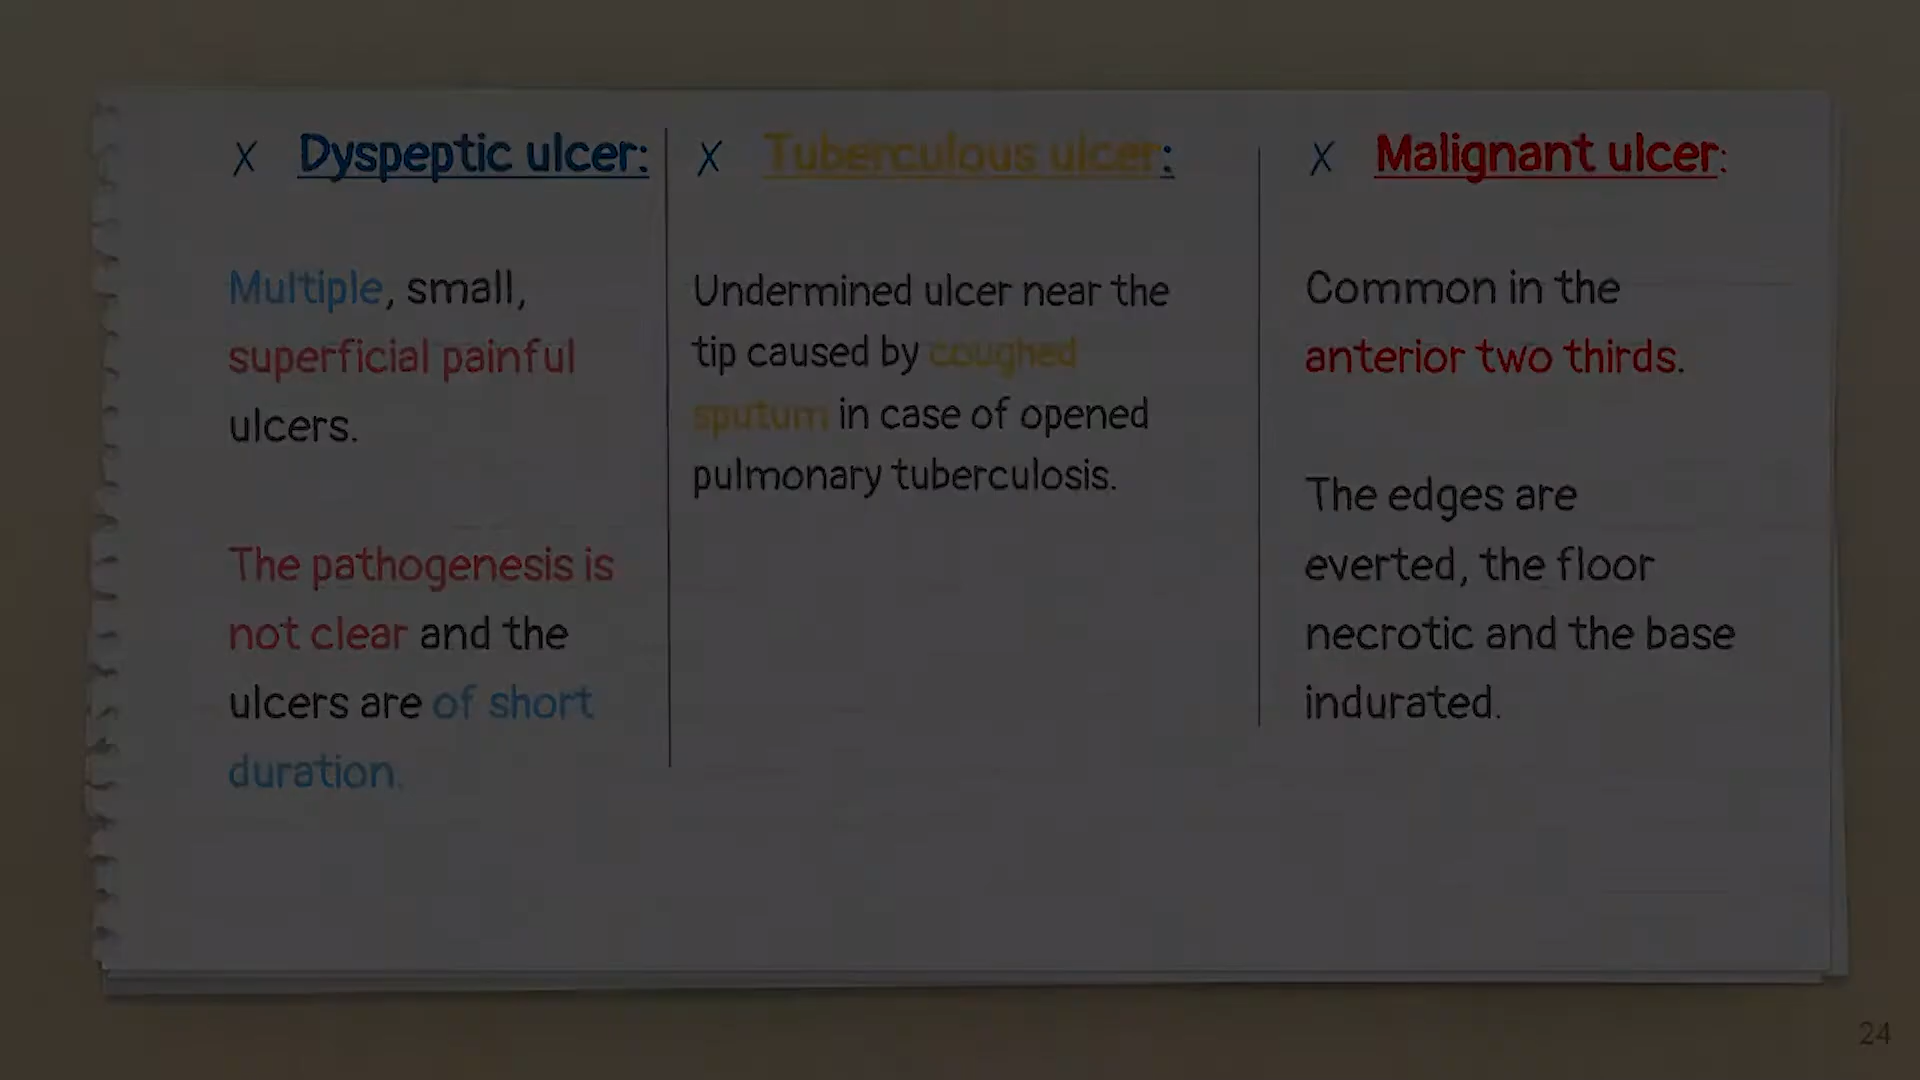 X Dyspeptic ulcer:
Multiple, small,
superficial painful
ulcers.
The pathogenesis is
not clear and the
ulcers are of short
duration.
X Tuberculous ulcer:
Undermined ulcer near the
tip caused by coughed
sputum in case of opened
pulmonary tuberculosis.
X Malignant ulcer:
Common in the
anterior two thirds.
The edges are
everted, the floor
necrotic and the base
indurated.
24